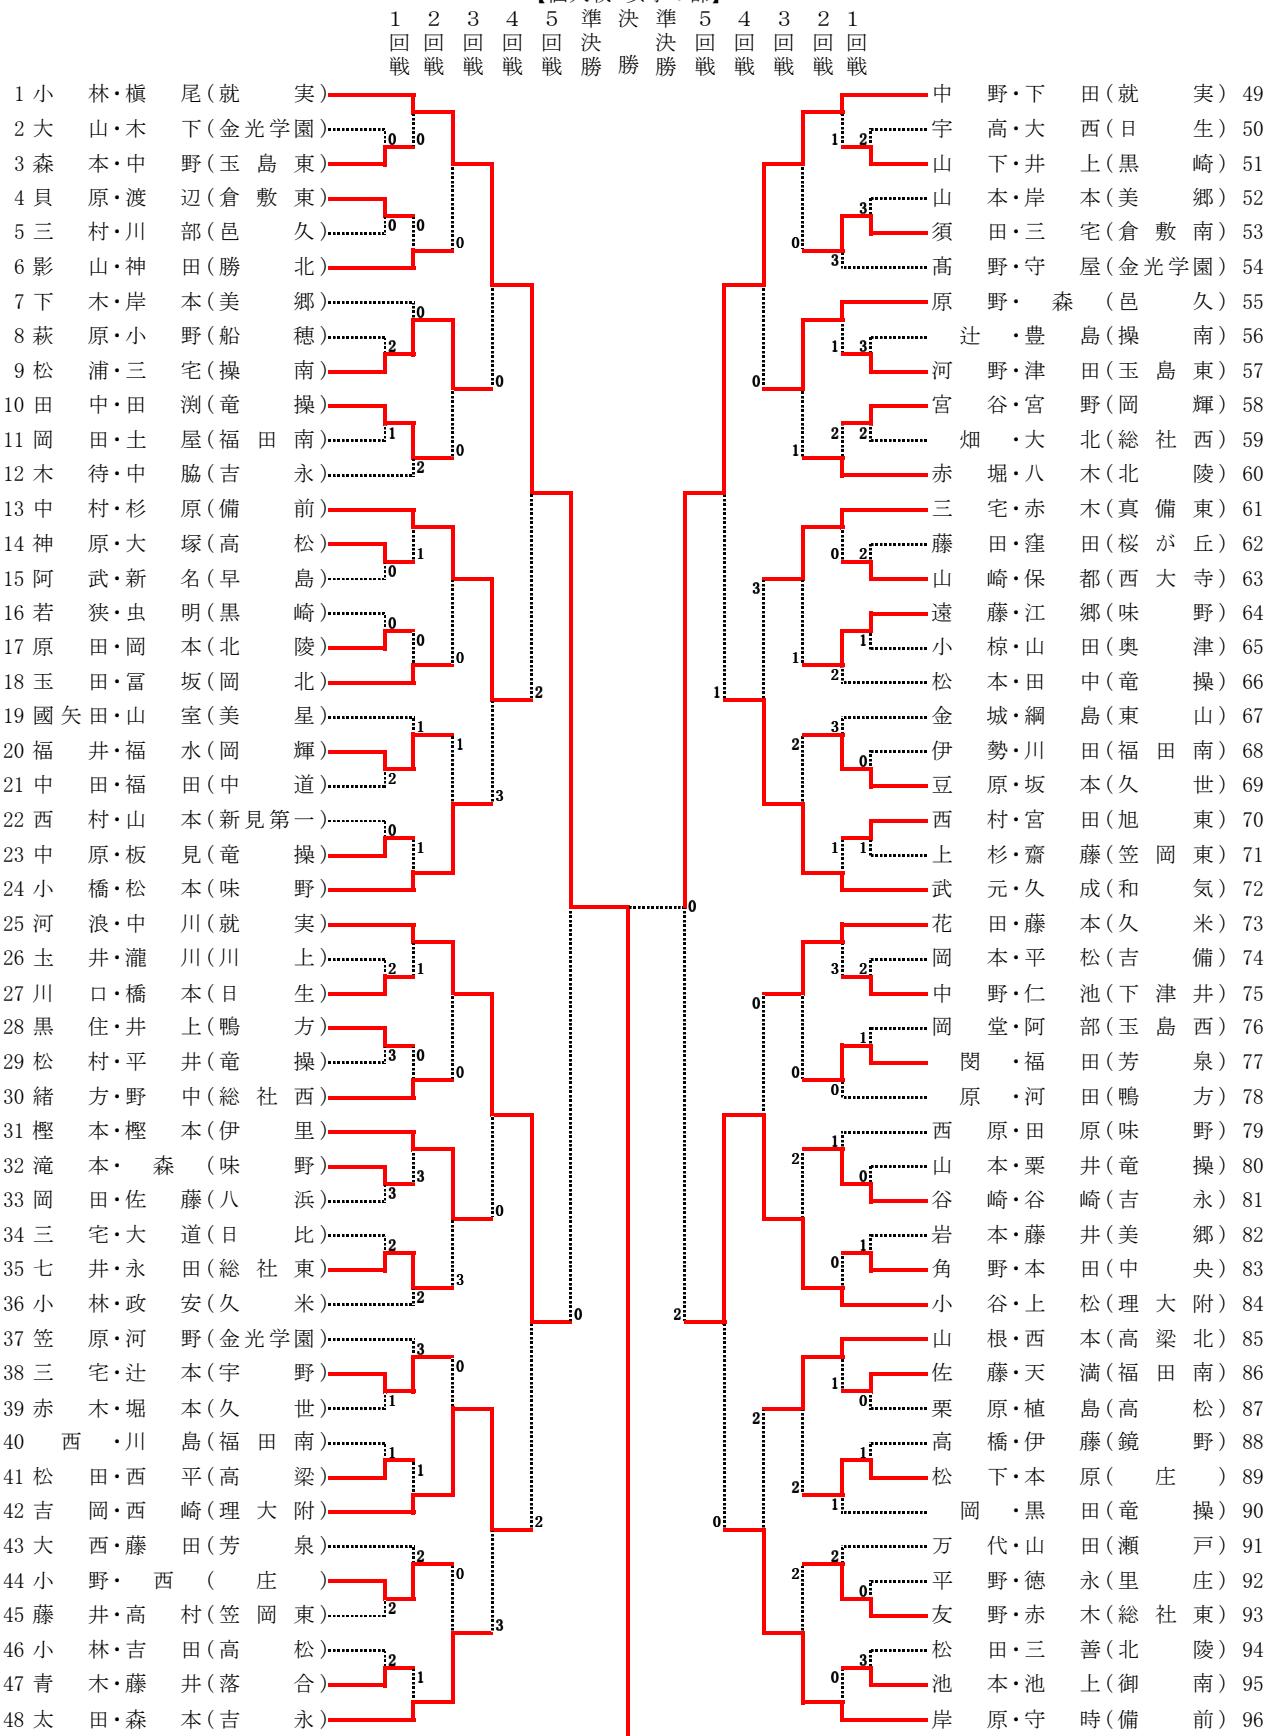 1回戦 2回戦 3回戦 4回戦 5回戦 準決勝 決勝 準決勝 5回戦 4回戦 3回戦 2回戦 1回戦
1 小林・槇尾(就実) 中野・下田(就実) 49
2 大山・木下(金光学園) 宇高・大西(日生) 50
3 森本・中野(玉島東) 山下・井上(黒崎) 51
4 貝原・渡辺(倉敷東) 山本・岸本(美郷) 52
5 三村・川部(邑久) 須田・三宅(倉敷南) 53
6 影山・神田(勝北) 髙野・守屋(金光学園) 54
7 下木・岸本(美郷) 原野・森(邑久) 55
8 萩原・小野(船穂) 辻・豊島(操南) 56
9 松浦・三宅(操南) 河野・津田(玉島東) 57
10 田中・田渕(竜操) 宮谷・宮野(岡輝) 58
11 岡田・土屋(福田南) 畑・大北(総社西) 59
12 木待・中脇(吉永) 赤堀・八木(北陵) 60
13 中村・杉原(備前) 三宅・赤木(真備東) 61
14 神原・大塚(高松) 藤田・窪田(桜が丘) 62
15 阿武・新名(早島) 山崎・保都(西大寺) 63
16 若狭・虫明(黒崎) 遠藤・江郷(味野) 64
17 原田・岡本(北陵) 小椋・山田(奥津) 65
18 玉田・冨坂(岡北) 松本・田中(竜操) 66
19 國矢田・山室(美星) 金城・綱島(東山) 67
20 福井・福水(岡輝) 伊勢・川田(福田南) 68
21 中田・福田(中道) 豆原・坂本(久世) 69
22 西村・山本(新見第一) 西村・宮田(旭東) 70
23 中原・板見(竜操) 上杉・齋藤(笠岡東) 71
24 小橋・松本(味野) 武元・久成(和気) 72
25 河浪・中川(就実) 花田・藤本(久米) 73
26 圡井・瀧川(川上) 岡本・平松(吉備) 74
27 川口・橋本(日生) 中野・仁池(下津井) 75
28 黒住・井上(鴨方) 岡堂・阿部(玉島西) 76
29 松村・平井(竜操) 関・福田(芳泉) 77
30 緒方・野中(総社西) 原・河田(鴨方) 78
31 樫本・樫本(伊里) 西原・田原(味野) 79
32 滝本・森(味野) 山本・粟井(竜操) 80
33 岡田・佐藤(八浜) 谷崎・谷崎(吉永) 81
34 三宅・大道(日比) 岩本・藤井(美郷) 82
35 七井・永田(総社東) 角野・本田(中央) 83
36 小林・政安(久米) 小谷・上松(理大附) 84
37 笠原・河野(金光学園) 山根・西本(高梁北) 85
38 三宅・辻本(宇野) 佐藤・天満(福田南) 86
39 赤木・堀本(久世) 栗原・植島(高松) 87
40 西・川島(福田南) 高橋・伊藤(鏡野) 88
41 松田・西平(高梁) 松下・本原(庄) 89
42 吉岡・西崎(理大附) 岡・黒田(竜操) 90
43 大西・藤田(芳泉) 万代・山田(瀬戸) 91
44 小野・西(庄) 平野・徳永(里庄) 92
45 藤井・高村(笠岡東) 友野・赤木(総社東) 93
46 小林・吉田(高松) 松田・三善(北陵) 94
47 青木・藤井(落合) 池本・池上(御南) 95
48 太田・森本(吉永) 岸原・守時(備前) 96